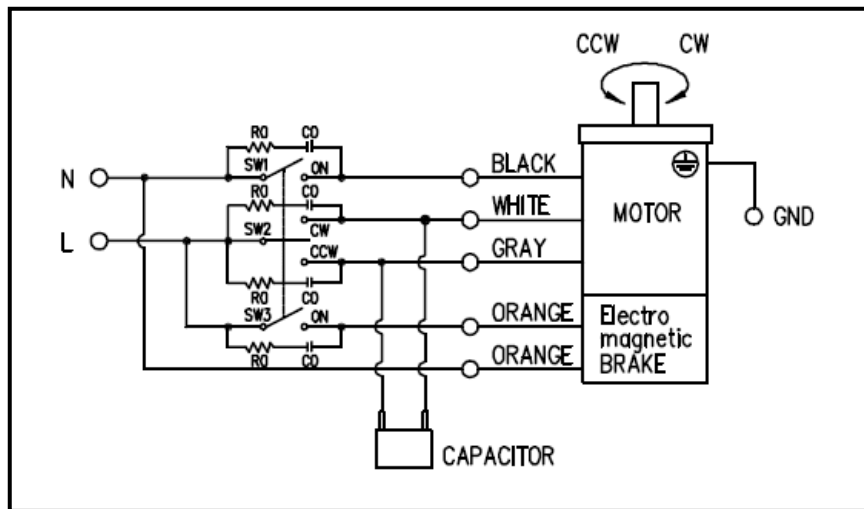 CCW CW
R0 C0
SW1 ON
N
BLACK
R0 C0
WHITE
MOTOR
GND
L
SW2 CW
CCW
GRAY
R0 C0
SW3 ON
ORANGE
Electro
magnetic
BRAKE
R0 C0
ORANGE
CAPACITOR